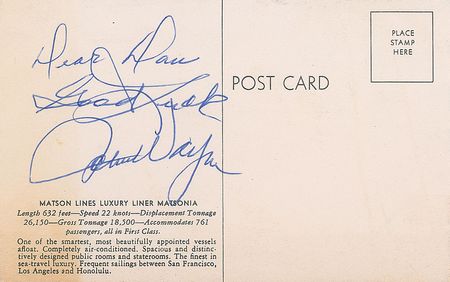 Dear Dan
Good Luck
John Wayne
POST CARD
PLACE
STAMP
HERE
MATSON LINES LUXURY LINER MATSONIA
Length 632 feet—Speed 22 knots—Displacement Tonnage
26,150—Gross Tonnage 18,500—Accommodates 761
passengers, all in First Class.
One of the smartest, most beautifully appointed vessels
afloat. Completely air-conditioned. Spacious and distinc-
tively designed public rooms and staterooms. The finest in
sea-travel luxury. Frequent sailings between San Francisco,
Los Angeles and Honolulu.